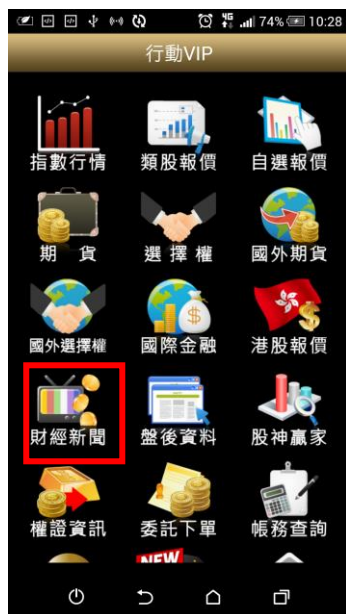 4G 74% 10:28
行動VIP
指數行情 類股報價 自選報價
期 貨 選 擇 權 國外期貨
國外選擇權 國際金融 港股報價
財經新聞 盤後資料 股神贏家
權證資訊 委託下單 帳務查詢
NEW